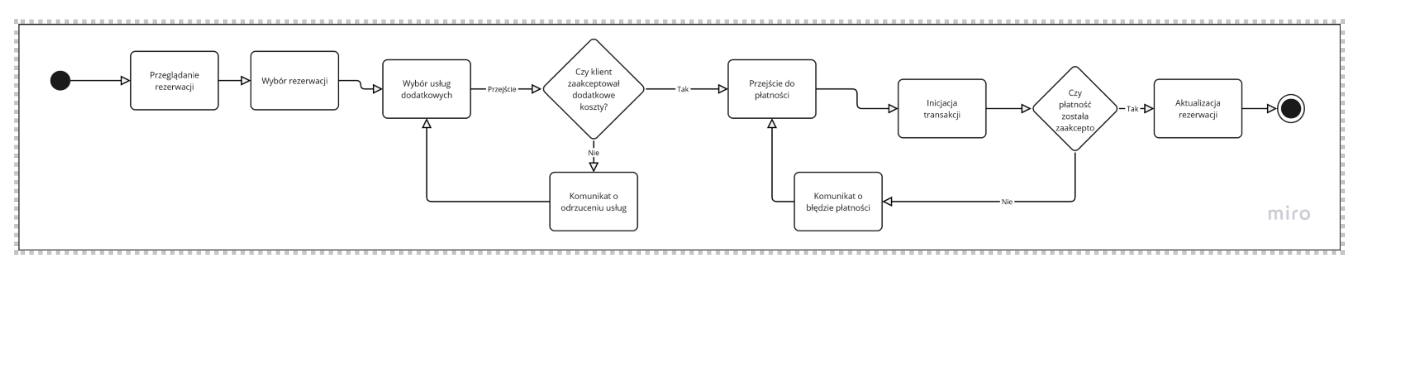 Przeglądanie
rezerwacji
Wybór rezerwacji
Wybór usług
dodatkowych
Przejście
Czy klient
zaakceptował
dodatkowe
koszty?
Tak
Nie
Komunikat o
odrzuceniu usług
Przejście do
płatności
Inicjacja
transakcji
Czy
płatność
została
zaakcepto
Tak
Nie
Komunikat o
błędzie płatności
Aktualizacja
rezerwacji
miro